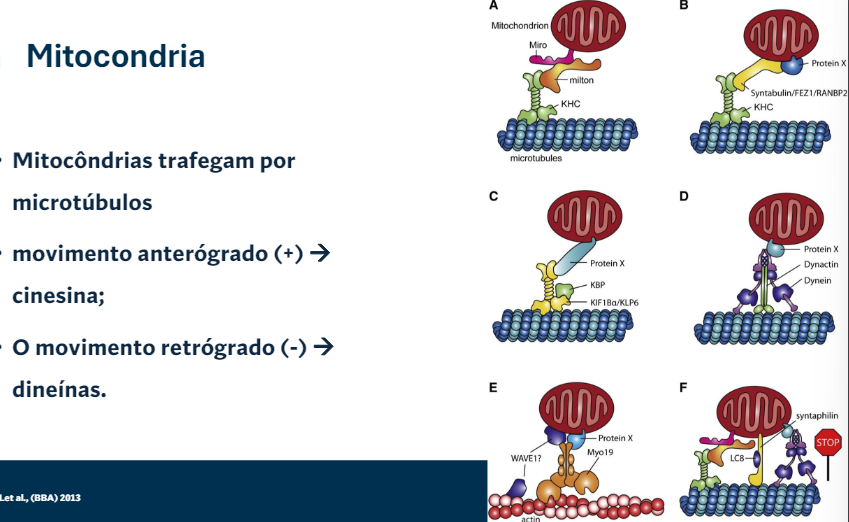 Mitocondria
• Mitocôndrias trafegam por
microtúbulos
• movimento anterógrado (+) →
cinesina;
• O movimento retrógrado (-) →
dineínas.
L et al., (BBA) 2013
A
Mitochondrion
Miro
milton
KHC
microtubules
B
Protein X
Syntabulin/FEZ1/RANBP2
KHC
C
Protein X
KBP
KIF1Bα/KLP6
D
Protein X
Dynactin
Dynein
E
Protein X
WAVE1?
Myo19
actin
F
syntaphilin
LC8
STOP